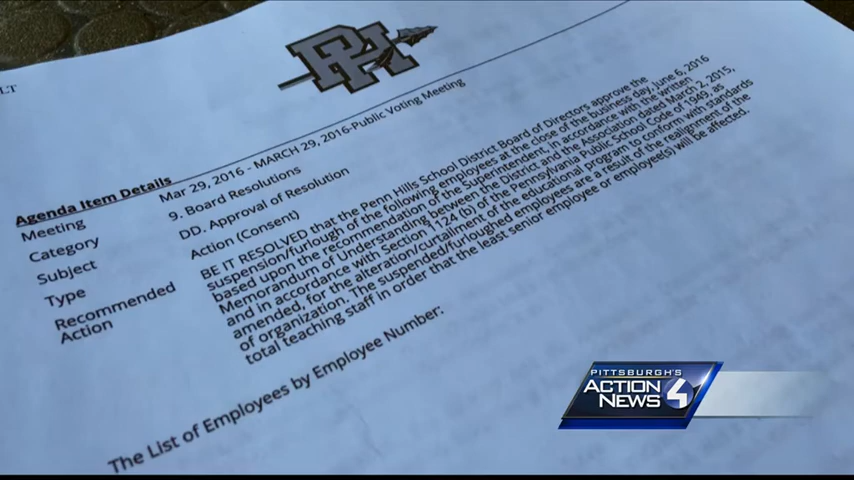 LT
PH
Agenda Item Details
Meeting Mar 29, 2016 - MARCH 29, 2016-Public Voting Meeting
Category 9. Board Resolutions
Subject DD. Approval of Resolution
Type Action (Consent)
Recommended
Action
BE IT RESOLVED that the Penn Hills School District Board of Directors approve the
suspension/furlough of the following employees at the close of the business day, June 6, 2016
based upon the recommendation of the Superintendent, in accordance with the written
Memorandum of Understanding between the District and the Association dated March 2, 2015,
and in accordance with Section 1124 (b) of the Pennsylvania Public School Code of 1949, as
amended, for the alteration/curtailment of the educational program to conform with standards
of organization. The suspended/furloughed employees are a result of the realignment of the
total teaching staff in order that the least senior employee or employee(s) will be affected.
The List of Employees by Employee Number:
PITTSBURGH'S
ACTION
NEWS 4